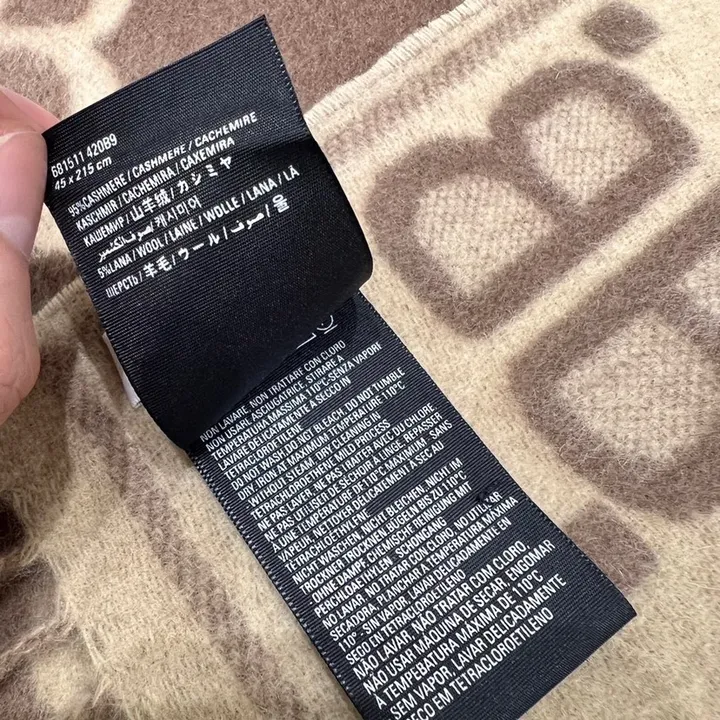 681511 420B9
45 x 215 cm
95%CASHMERE/CASHMERE/CACHEMIRE
KASCHMIR/CACHEMIRA/CAXEMIRA
КАШЕМИР/山羊绒/カシミヤ
صوف الكشمير/캐시미어
5%LANA/WOOL/LAINE/WOLLE/LANA/LÃ
ШЕРСТЬ/羊毛/ウール/صوف/울
NON LAVARE, NON TRATTARE CON CLORO
NON USARE ASCIUGATRICE, STIRARE A
TEMPERATURA MASSIMA 110°C-SENZA VAPORE
LAVARE DELICATAMENTE A SECCO IN
TETRACLOROETILENE
DO NOT WASH, DO NOT BLEACH, DO NOT TUMBLE
DRY, IRON AT MAXIMUM TEMPERATURE 110°C
WITHOUT STEAM, DRY CLEANING IN
TETRACHLOROETHENE MILD PROCESS
NE PAS LAVER, NE PAS TRAITER AVEC DU CHLORE
NE PAS UTILISER DE SÉCHOIR À LINGE, REPASSER
À UNE TEMPÉRATURE DE 110°C MAXIMUM, SANS
VAPEUR, NETTOYER DÉLICATEMENT À SEC AU
TETRACHLOÉTHYLÈNE
NICHT WASCHEN, NICHT BLEICHEN, NICHT IM
TROCKNER TROCKNEN, BÜGELN BIS ZU 110°C
OHNE DAMPF, CHEMISCHE REINIGUNG MIT
PERCHLOAETHYLEN, SCHONGANG
NO LAVAR, NO TRATAR CON CLORO, NO UTILIZAR
SECADORA, PLANCHAR A TEMPERATURA MÁXIMA
110° - SIN VAPOR, LAVAR DELICADAMENTE EN
SECO EN TETRACLOROETILENO
NÃO LAVAR, NÃO TRATAR COM CLORO,
NÃO USAR MÁQUINA DE SECAR, ENGOMAR
A TEMPERATURA MÁXIMA DE 110°C
SEM VAPOR, LAVAR DELICADAMENTE
SECO EM TETRACLOROETILENO